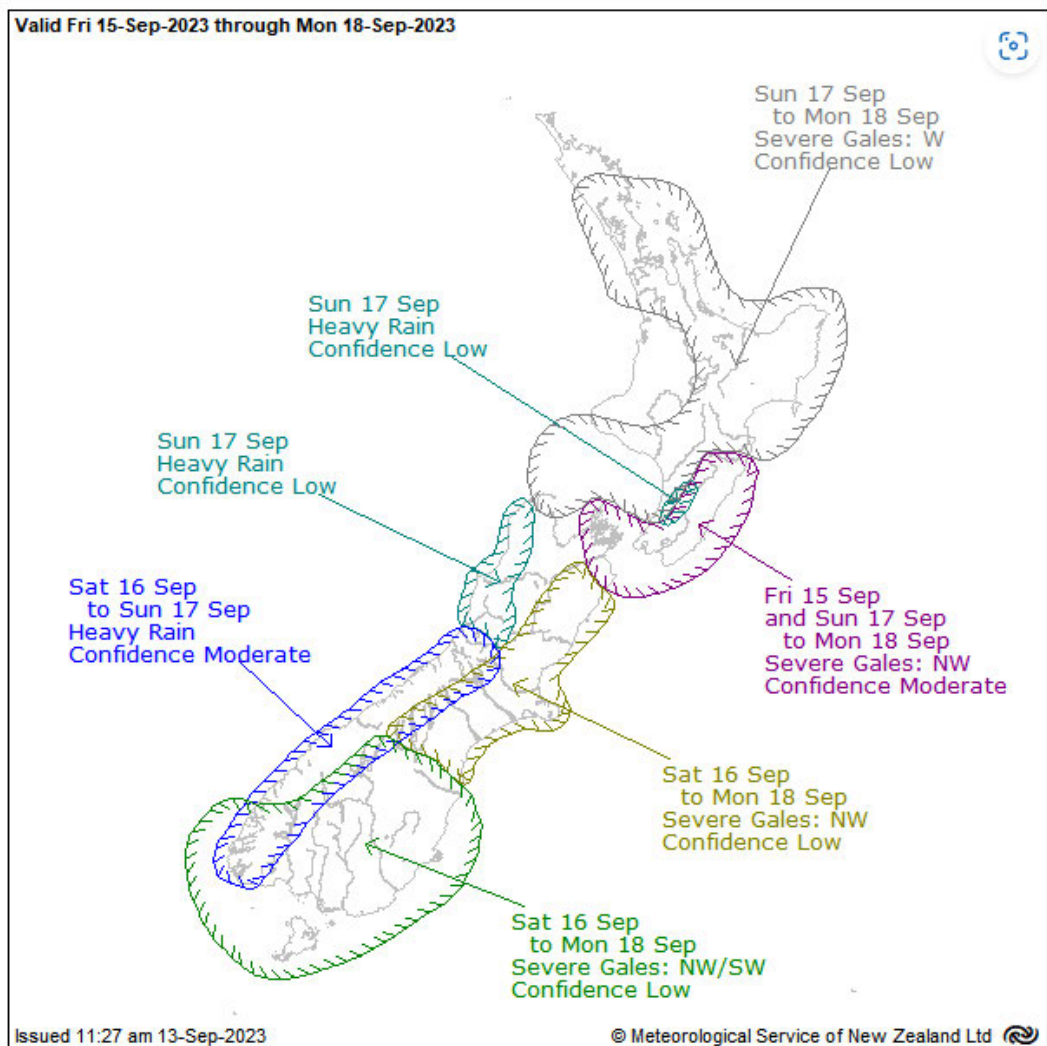 Valid Fri 15-Sep-2023 through Mon 18-Sep-2023
Sun 17 Sep
to Mon 18 Sep
Severe Gales: W
Confidence Low
Sun 17 Sep
Heavy Rain
Confidence Low
Sun 17 Sep
Heavy Rain
Confidence Low
Sat 16 Sep
to Sun 17 Sep
Heavy Rain
Confidence Moderate
Fri 15 Sep
and Sun 17 Sep
to Mon 18 Sep
Severe Gales: NW
Confidence Moderate
Sat 16 Sep
to Mon 18 Sep
Severe Gales: NW
Confidence Low
Sat 16 Sep
to Mon 18 Sep
Severe Gales: NW/SW
Confidence Low
Issued 11:27 am 13-Sep-2023
© Meteorological Service of New Zealand Ltd